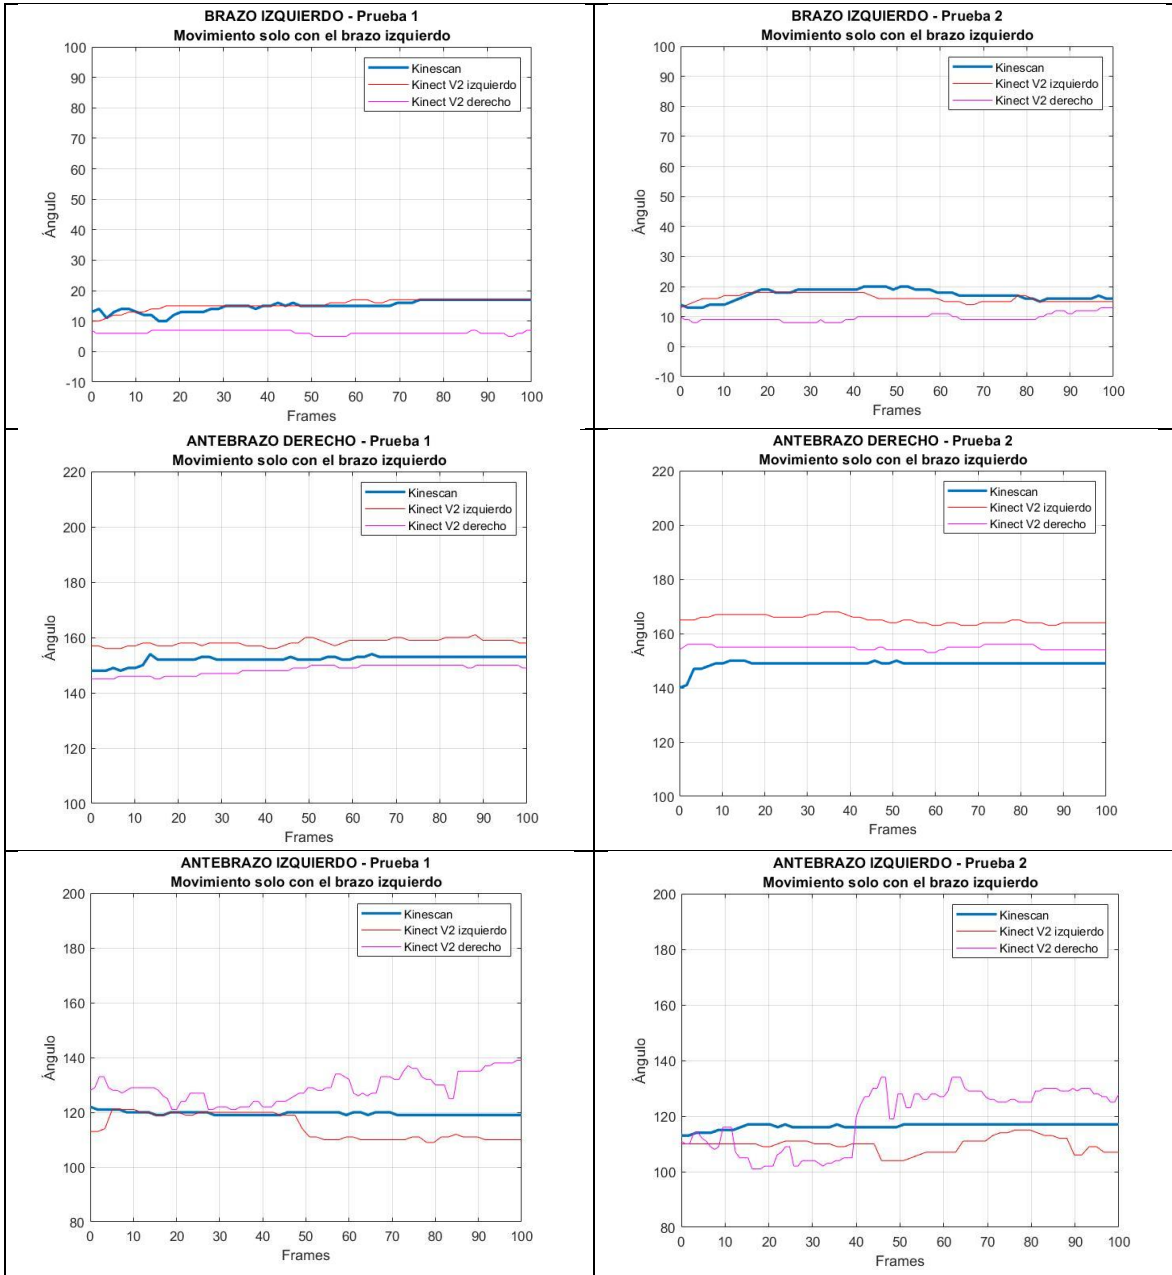 BRAZO IZQUIERDO - Prueba 1
Movimiento solo con el brazo izquierdo
Kinescan
Kinect V2 izquierdo
Kinect V2 derecho
100
90
80
70
60
50
40
30
20
10
0
-10
Ángulo
0 10 20 30 40 50 60 70 80 90 100
Frames
BRAZO IZQUIERDO - Prueba 2
Movimiento solo con el brazo izquierdo
Kinescan
Kinect V2 izquierdo
Kinect V2 derecho
100
90
80
70
60
50
40
30
20
10
0
-10
Ángulo
0 10 20 30 40 50 60 70 80 90 100
Frames
ANTEBRAZO DERECHO - Prueba 1
Movimiento solo con el brazo izquierdo
Kinescan
Kinect V2 izquierdo
Kinect V2 derecho
220
200
180
160
140
120
100
Ángulo
0 10 20 30 40 50 60 70 80 90 100
Frames
ANTEBRAZO DERECHO - Prueba 2
Movimiento solo con el brazo izquierdo
Kinescan
Kinect V2 izquierdo
Kinect V2 derecho
220
200
180
160
140
120
100
Ángulo
0 10 20 30 40 50 60 70 80 90 100
Frames
ANTEBRAZO IZQUIERDO - Prueba 1
Movimiento solo con el brazo izquierdo
Kinescan
Kinect V2 izquierdo
Kinect V2 derecho
200
180
160
140
120
100
80
Ángulo
0 10 20 30 40 50 60 70 80 90 100
Frames
ANTEBRAZO IZQUIERDO - Prueba 2
Movimiento solo con el brazo izquierdo
Kinescan
Kinect V2 izquierdo
Kinect V2 derecho
200
180
160
140
120
100
80
Ángulo
0 10 20 30 40 50 60 70 80 90 100
Frames